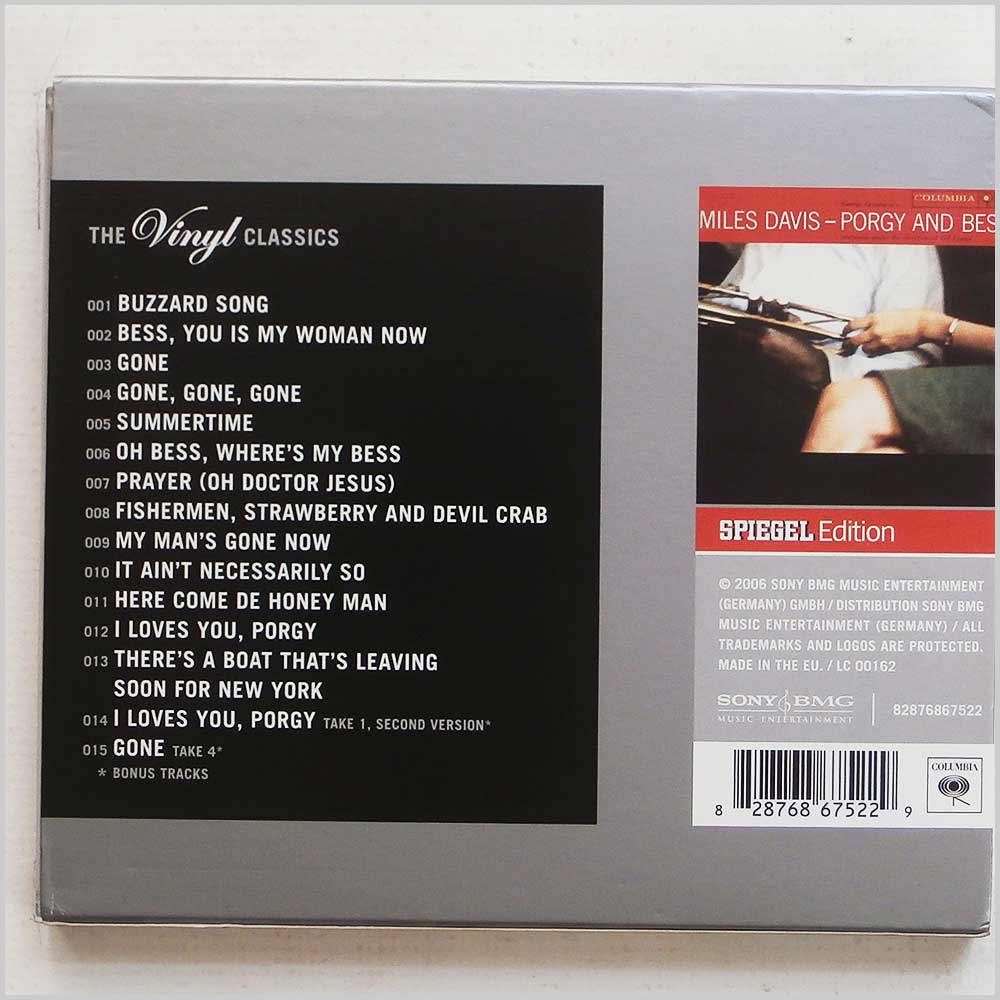 THE Vinyl CLASSICS
001 BUZZARD SONG
002 BESS, YOU IS MY WOMAN NOW
003 GONE
004 GONE, GONE, GONE
005 SUMMERTIME
006 OH BESS, WHERE'S MY BESS
007 PRAYER (OH DOCTOR JESUS)
008 FISHERMEN, STRAWBERRY AND DEVIL CRAB
009 MY MAN'S GONE NOW
010 IT AIN'T NECESSARILY SO
011 HERE COME DE HONEY MAN
012 I LOVES YOU, PORGY
013 THERE'S A BOAT THAT'S LEAVING
SOON FOR NEW YORK
014 I LOVES YOU, PORGY TAKE 1, SECOND VERSION*
015 GONE TAKE 4*
* BONUS TRACKS
COLUMBIA
MILES DAVIS – PORGY AND BES
SPIEGEL Edition
© 2006 SONY BMG MUSIC ENTERTAINMENT
(GERMANY) GMBH / DISTRIBUTION SONY BMG
MUSIC ENTERTAINMENT (GERMANY) / ALL
TRADEMARKS AND LOGOS ARE PROTECTED.
MADE IN THE EU. / LC 00162
SONY BMG
MUSIC ENTERTAINMENT
82876867522
COLUMBIA
8 28768 67522 9